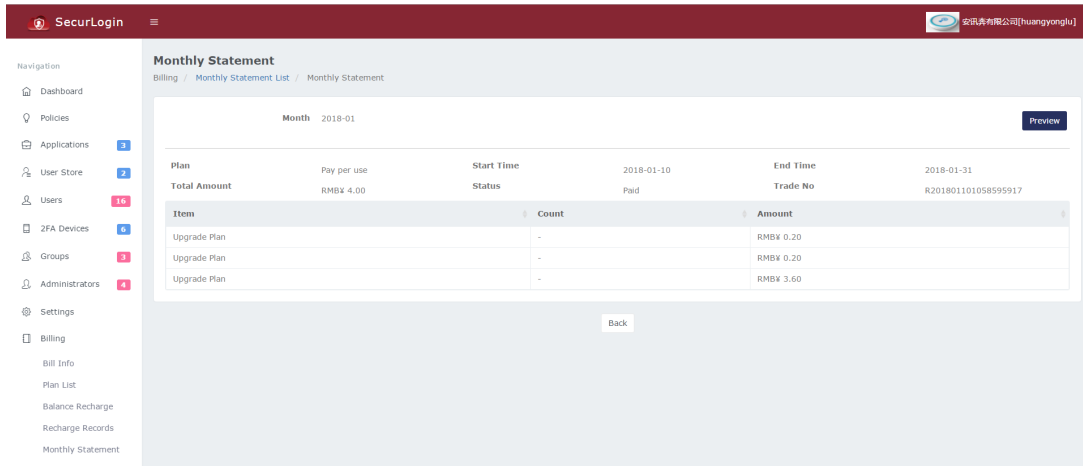 SecurLogin
安讯奔有限公司[huangyonglu]
Navigation
Dashboard
Policies
Applications 3
User Store 2
Users 16
2FA Devices 6
Groups 3
Administrators 4
Settings
Billing
Bill Info
Plan List
Balance Recharge
Recharge Records
Monthly Statement
Monthly Statement
Billing / Monthly Statement List / Monthly Statement
Month 2018-01
Preview
Plan Pay per use Start Time 2018-01-10 End Time 2018-01-31
Total Amount RMB¥ 4.00 Status Paid Trade No R201801101058595917
Item Count Amount
Upgrade Plan - RMB¥ 0.20
Upgrade Plan - RMB¥ 0.20
Upgrade Plan - RMB¥ 3.60
Back